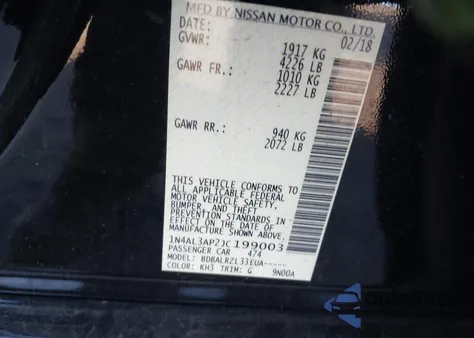 MFD BY NISSAN MOTOR CO., LTD.
DATE: 02/18
GVWR: 1917 KG
4226 LB
GAWR FR.: 1010 KG
2227 LB
GAWR RR.: 940 KG
2072 LB
THIS VEHICLE CONFORMS TO
ALL APPLICABLE FEDERAL
MOTOR VEHICLE SAFETY,
BUMPER, AND THEFT
PREVENTION STANDARDS IN
EFFECT ON THE DATE OF
MANUFACTURE SHOWN ABOVE.
1N4AL3AP2JC199003
PASSENGER CAR 474
MODEL: BDBALRZL33EUA-----
COLOR: KH3 TRIM: G 9N00A